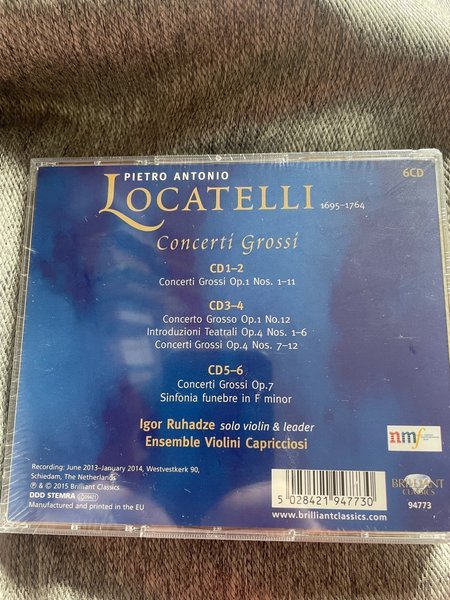 PIETRO ANTONIO
LOCATELLI 1695–1764
6CD
Concerti Grossi
CD1–2
Concerti Grossi Op.1 Nos. 1–11
CD3–4
Concerto Grosso Op.1 No.12
Introduzioni Teatrali Op.4 Nos. 1–6
Concerti Grossi Op.4 Nos. 7–12
CD5–6
Concerti Grossi Op.7
Sinfonia funebre in F minor
Igor Ruhadze solo violin & leader
Ensemble Violini Capricciosi
nmf
Recording: June 2013–January 2014, Westvestkerk 90,
Schiedam, The Netherlands
℗ & © 2015 Brilliant Classics
DDD STEMRA
Manufactured and printed in the EU
5 028421 947730
www.brilliantclassics.com
BRILLIANT
CLASSICS
94773